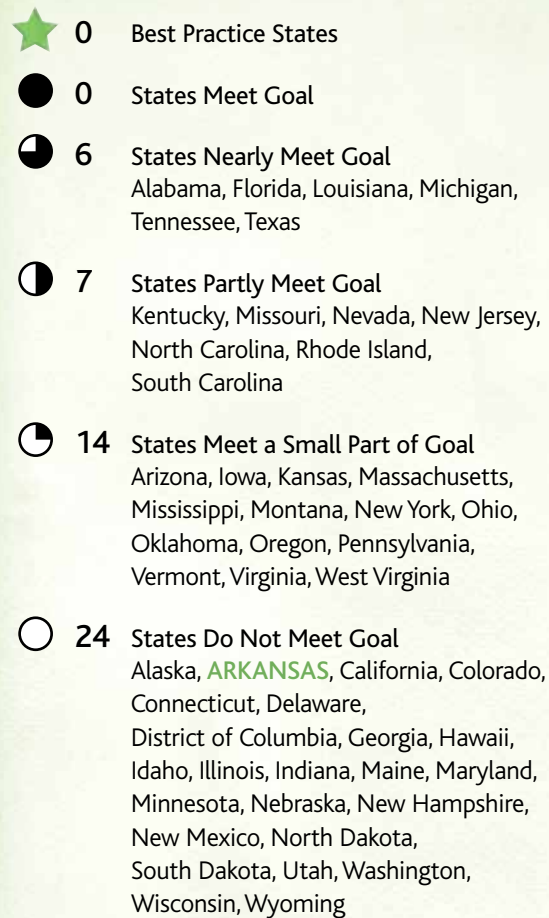 0 Best Practice States
0 States Meet Goal
6 States Nearly Meet Goal
Alabama, Florida, Louisiana, Michigan,
Tennessee, Texas
7 States Partly Meet Goal
Kentucky, Missouri, Nevada, New Jersey,
North Carolina, Rhode Island,
South Carolina
14 States Meet a Small Part of Goal
Arizona, Iowa, Kansas, Massachusetts,
Mississippi, Montana, New York, Ohio,
Oklahoma, Oregon, Pennsylvania,
Vermont, Virginia, West Virginia
24 States Do Not Meet Goal
Alaska, ARKANSAS, California, Colorado,
Connecticut, Delaware,
District of Columbia, Georgia, Hawaii,
Idaho, Illinois, Indiana, Maine, Maryland,
Minnesota, Nebraska, New Hampshire,
New Mexico, North Dakota,
South Dakota, Utah, Washington,
Wisconsin, Wyoming